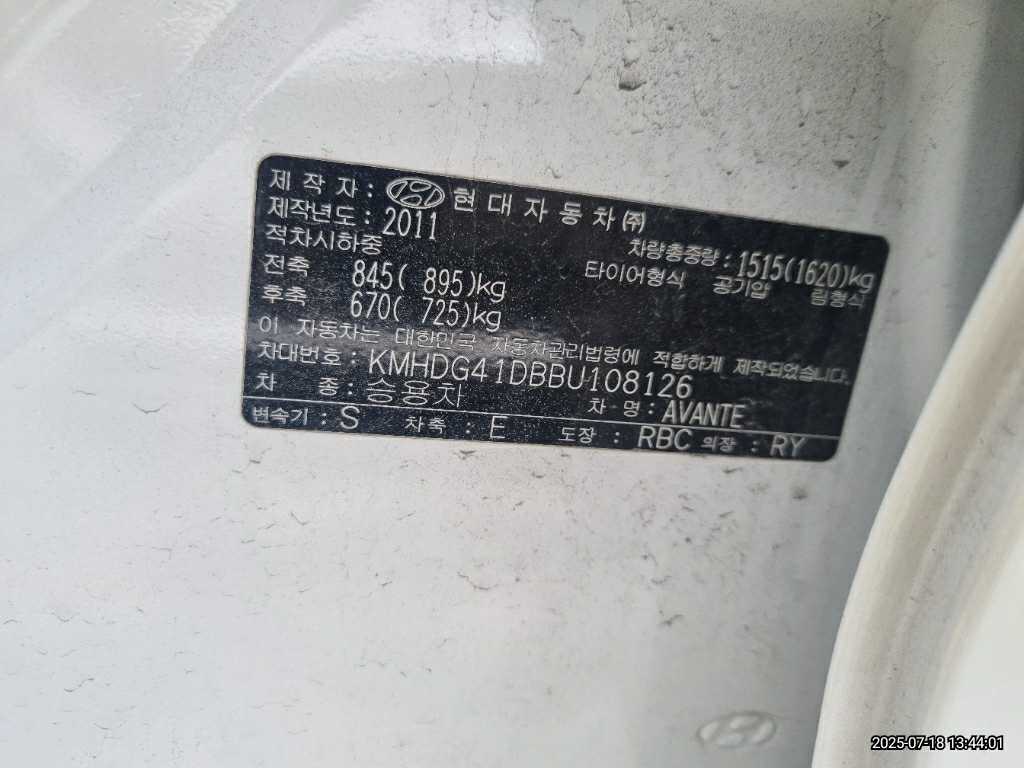 제 작 자 : 현 대 자 동 차 ㈜
제작년도 : 2011
차량총중량 : 1515(1620)kg
적차시하중
타이어형식 공기압 림형식
전축 845( 895)kg
후축 670( 725)kg
이 자동차는 대한민국 자동차관리법령에 적합하게 제작되었습니다.
차대번호 : KMHDG41DBBU108126
차 종 : 승용차
차 명 : AVANTE
변속기 : S 차축 : E 도장 : RBC 의장 : RY
2025-07-18 13:44:01